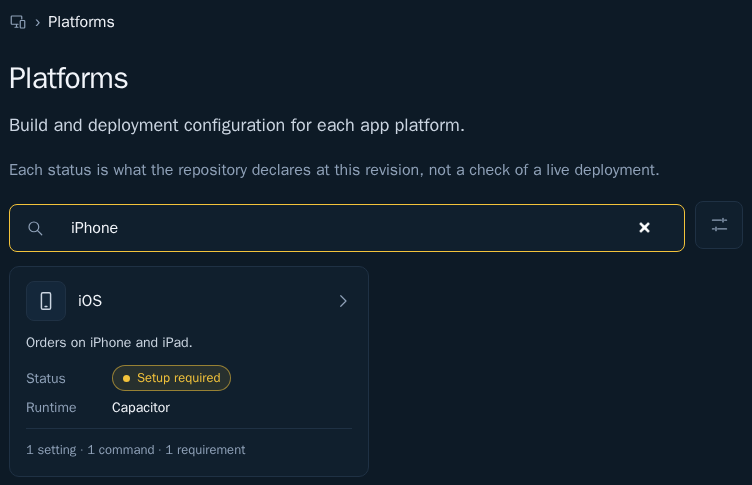 › Platforms
Platforms
Build and deployment configuration for each app platform.
Each status is what the repository declares at this revision, not a check of a live deployment.
iPhone
iOS
Orders on iPhone and iPad.
Status Setup required
Runtime Capacitor
1 setting · 1 command · 1 requirement